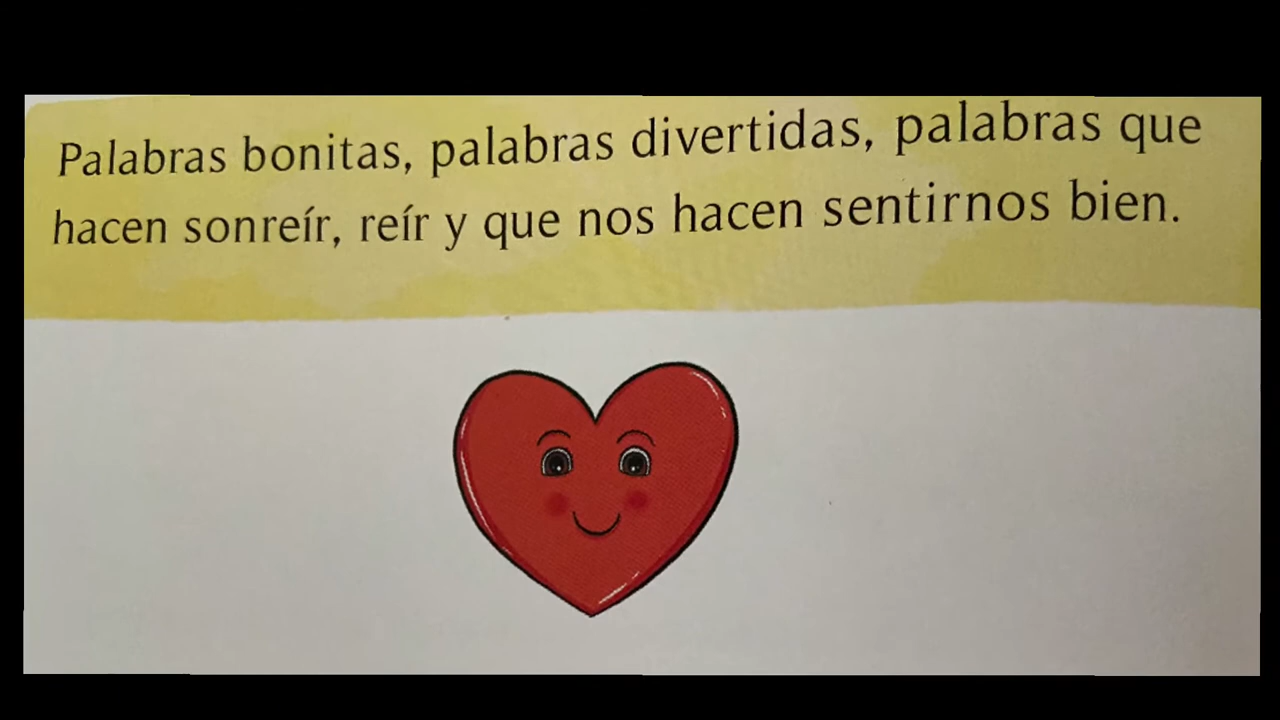 Palabras bonitas, palabras divertidas, palabras que
hacen sonreír, reír y que nos hacen sentirnos bien.